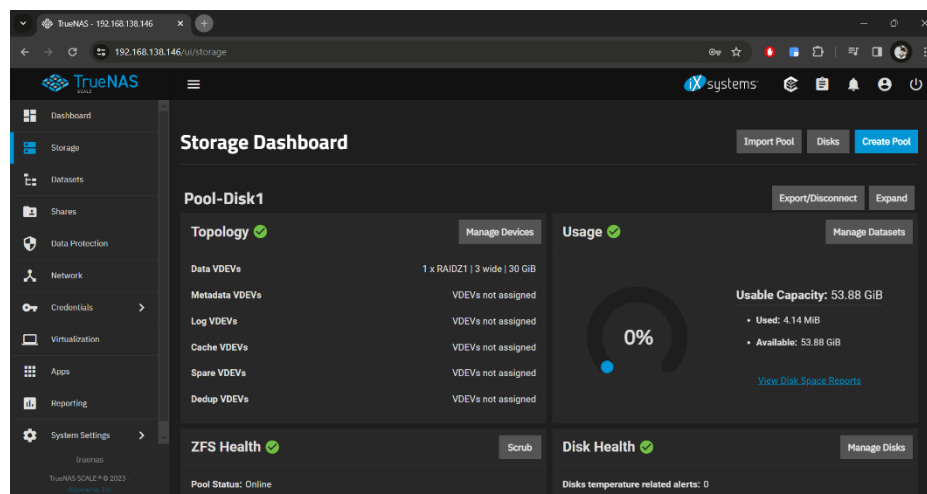 TrueNAS - 192.168.138.146
192.168.138.146/ui/storage
TrueNAS
SCALE
iXsystems
Dashboard
Storage
Datasets
Shares
Data Protection
Network
Credentials
Virtualization
Apps
Reporting
System Settings
truenas
TrueNAS SCALE ® © 2023
Storage Dashboard
Import Pool
Disks
Create Pool
Pool-Disk1
Export/Disconnect
Expand
Topology
Manage Devices
Data VDEVs
1 x RAIDZ1 | 3 wide | 30 GiB
Metadata VDEVs
VDEVs not assigned
Log VDEVs
VDEVs not assigned
Cache VDEVs
VDEVs not assigned
Spare VDEVs
VDEVs not assigned
Dedup VDEVs
VDEVs not assigned
Usage
Manage Datasets
0%
Usable Capacity: 53.88 GiB
• Used: 4.14 MiB
• Available: 53.88 GiB
View Disk Space Reports
ZFS Health
Scrub
Pool Status: Online
Disk Health
Manage Disks
Disks temperature related alerts: 0